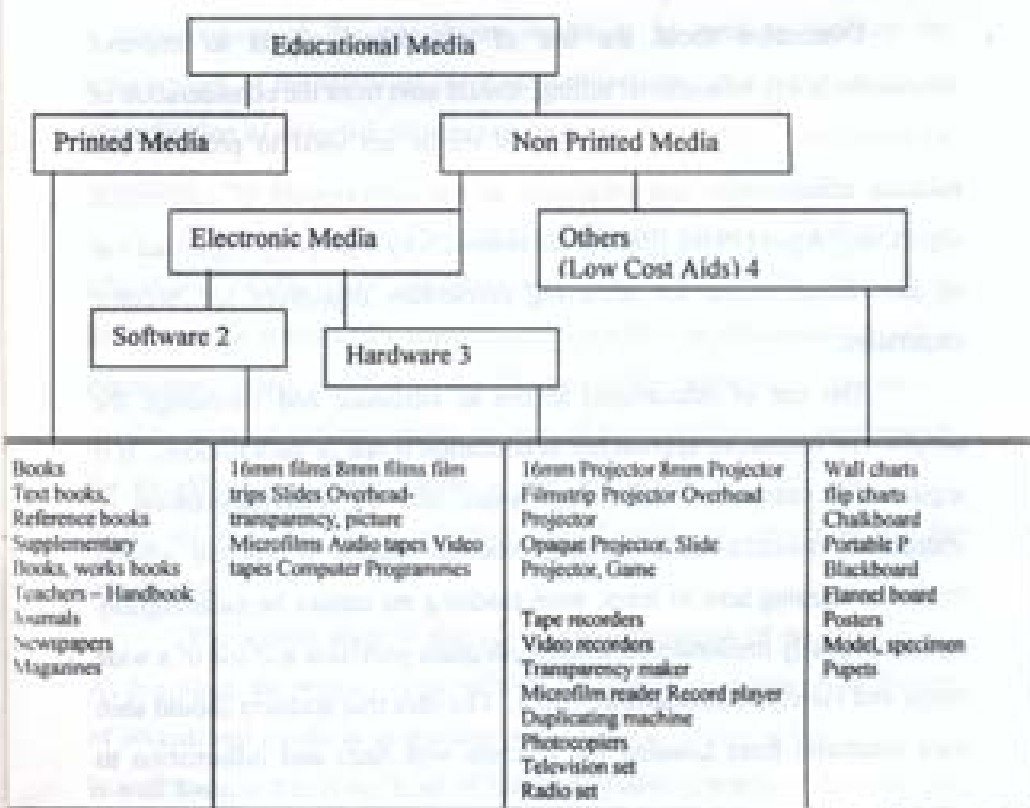 Educational Media
Printed Media
Non Printed Media
Electronic Media
Others
(Low Cost Aids) 4
Software 2
Hardware 3
Books
Text books,
Reference books
Supplementary
Books, works books
Teachers – Handbook
Journals
Newspapers
Magazines
16mm films 8mm films film
trips Slides Overhead-
transparency, picture
Microfilms Audio tapes Video
tapes Computer Programmes
16mm Projector 8mm Projector
Filmstrip Projector Overhead
Projector
Opaque Projector, Slide
Projector, Game
Tape recorders
Video recorders
Transparency maker
Microfilm reader Record player
Duplicating machine
Photocopiers
Television set
Radio set
Wall charts
flip charts
Chalkboard
Portable P.
Blackboard
Flannel board
Posters
Model, specimen
Pupets